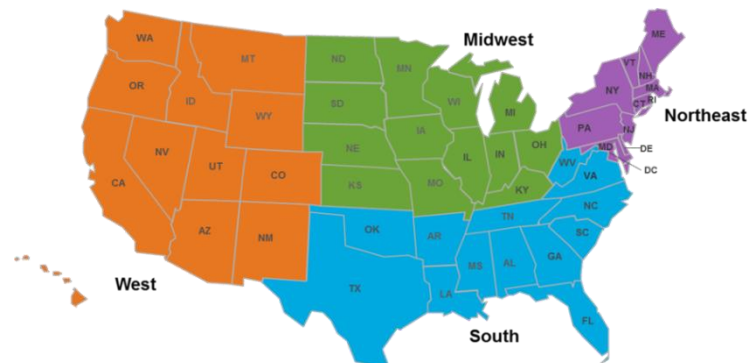 WA
MT
ND
MN
Midwest
ME
VT
NH
OR
ID
WY
SD
WI
MI
NY
MA
CT
RI
Northeast
NV
UT
CO
NE
IA
IL
IN
OH
PA
NJ
MD
DE
DC
CA
KS
MO
KY
WV
VA
AZ
NM
OK
AR
TN
NC
SC
West
TX
LA
MS
AL
GA
FL
South